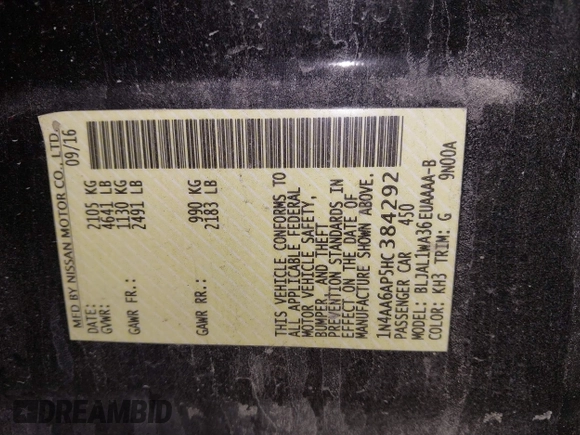 MFD BY NISSAN MOTOR CO., LTD.
DATE: 09/16
GVWR: 2105 KG
4641 LB
GAWR FR: 1130 KG
2491 LB
GAWR RR: 990 KG
2183 LB
THIS VEHICLE CONFORMS TO
ALL APPLICABLE FEDERAL
MOTOR VEHICLE SAFETY,
BUMPER, AND THEFT
PREVENTION STANDARDS IN
EFFECT ON THE DATE OF
MANUFACTURE SHOWN ABOVE.
1N4AA6AP5HC384292
PASSENGER CAR 450
MODEL: BLJALIWA36EUAAAA-B
COLOR: KH3 TRIM: G 9N00A
DREAMBID